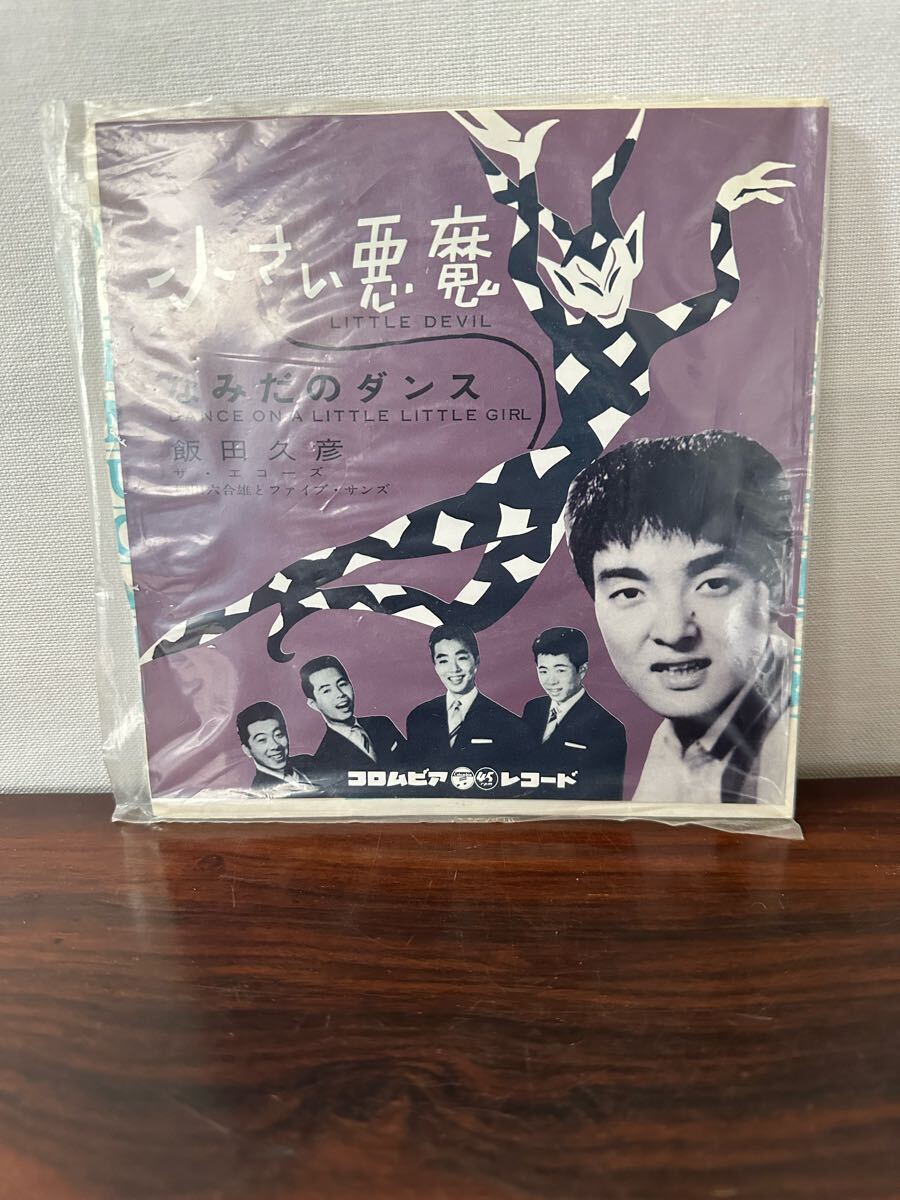 小さい悪魔
LITTLE DEVIL
なみだのダンス
DANCE ON A LITTLE LITTLE GIRL
飯田久彦
ザ・エコーズ
六合雄とファイブ・サンズ
コロムビア 45 レコード